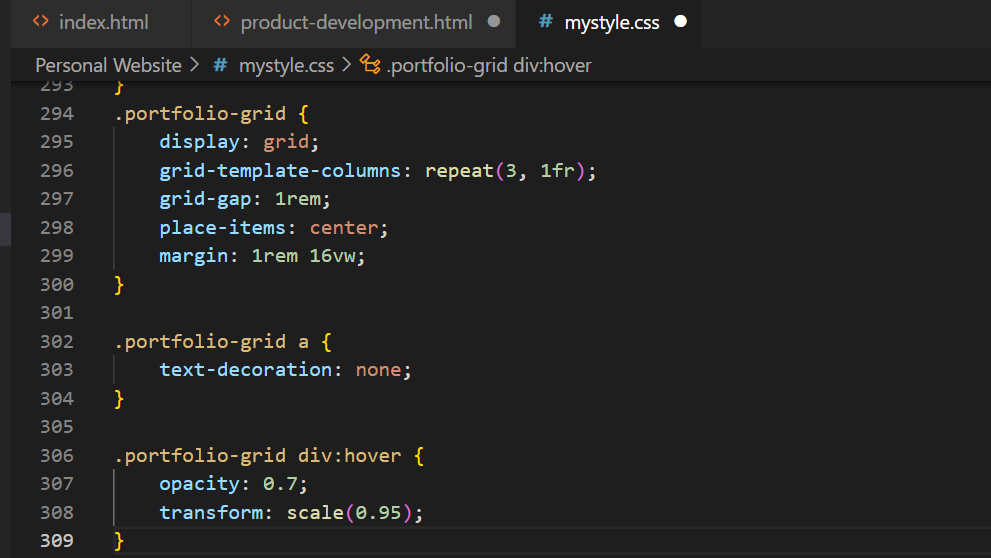 index.html product-development.html mystyle.css
Personal Website > # mystyle.css > .portfolio-grid div:hover
293 }
294 .portfolio-grid {
295 display: grid;
296 grid-template-columns: repeat(3, 1fr);
297 grid-gap: 1rem;
298 place-items: center;
299 margin: 1rem 16vw;
300 }
301
302 .portfolio-grid a {
303 text-decoration: none;
304 }
305
306 .portfolio-grid div:hover {
307 opacity: 0.7;
308 transform: scale(0.95);
309 }